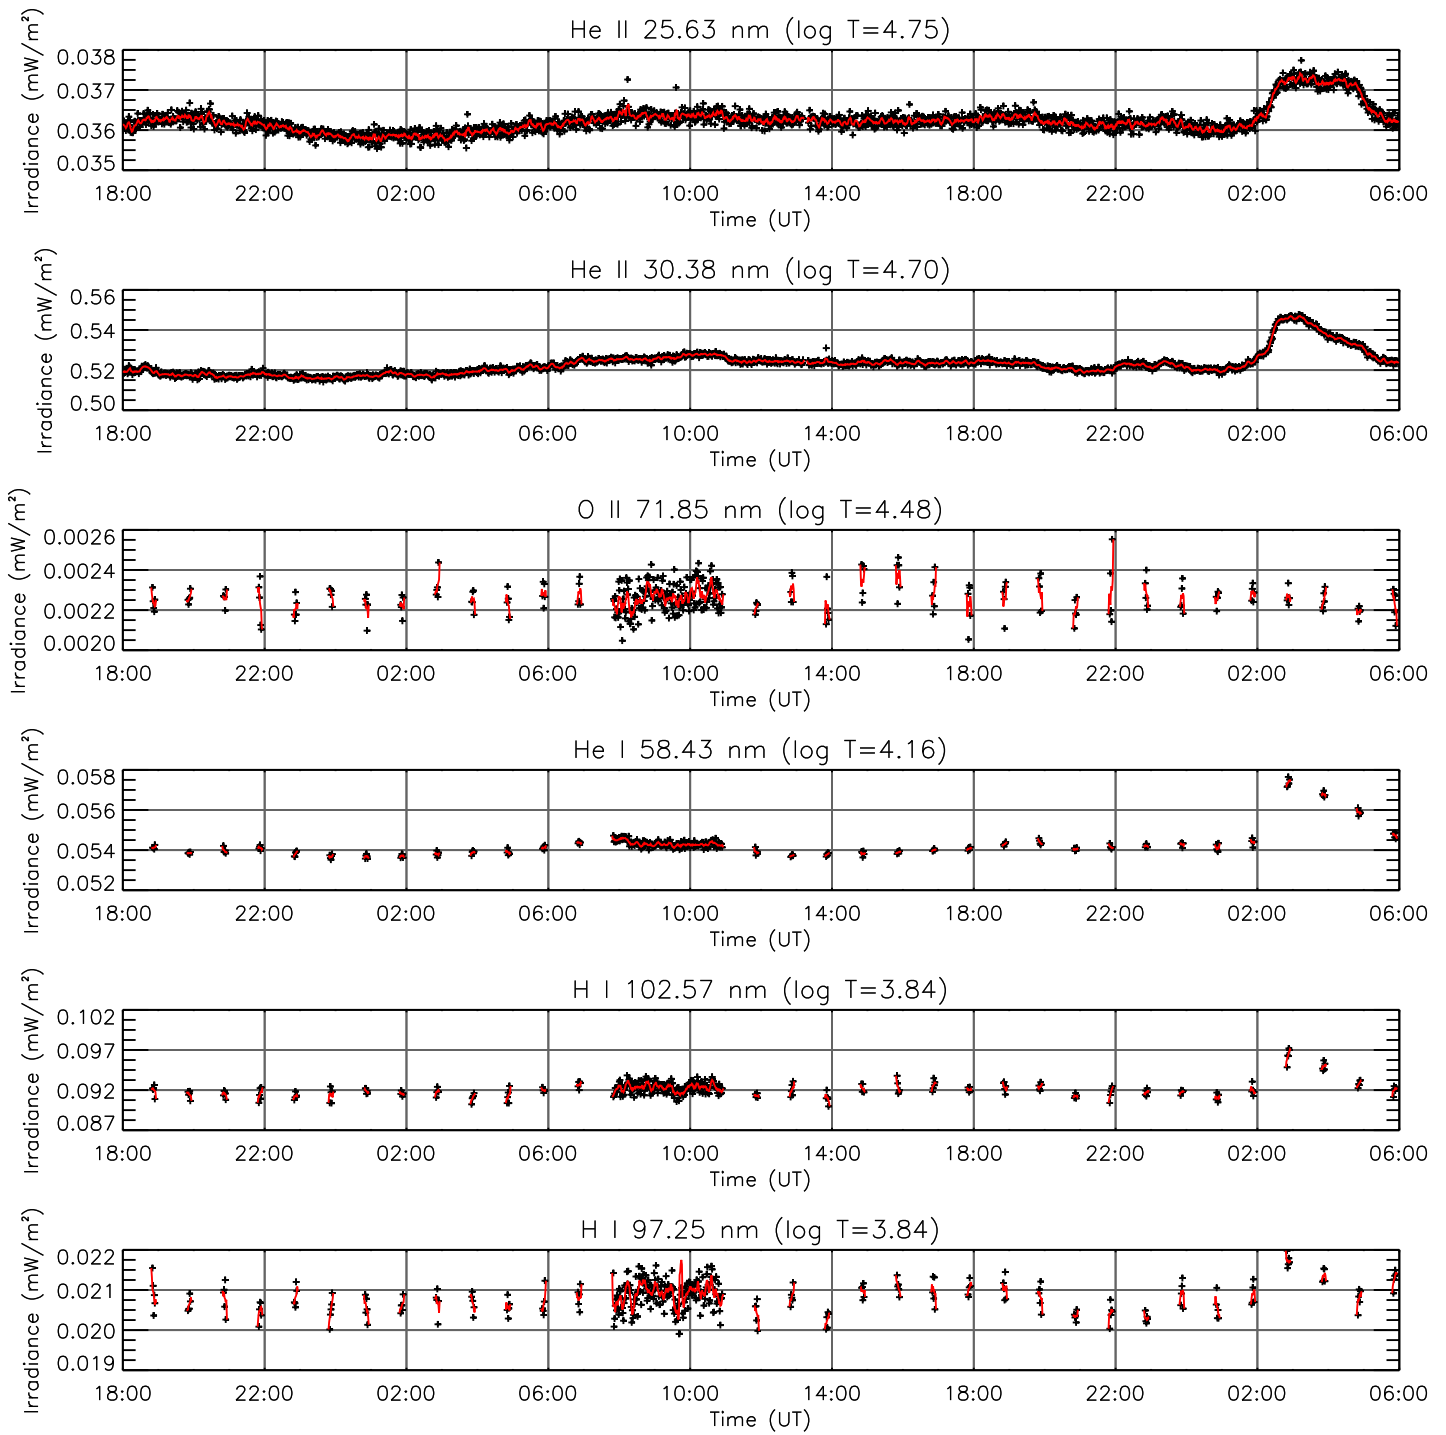 He II 25.63 nm (log T=4.75)
Irradiance (mW/m²)
0.038
0.037
0.036
0.035
18:00 22:00 02:00 06:00 10:00 14:00 18:00 22:00 02:00 06:00
Time (UT)
He II 30.38 nm (log T=4.70)
Irradiance (mW/m²)
0.56
0.54
0.52
0.50
18:00 22:00 02:00 06:00 10:00 14:00 18:00 22:00 02:00 06:00
Time (UT)
O II 71.85 nm (log T=4.48)
Irradiance (mW/m²)
0.0026
0.0024
0.0022
0.0020
18:00 22:00 02:00 06:00 10:00 14:00 18:00 22:00 02:00 06:00
Time (UT)
He I 58.43 nm (log T=4.16)
Irradiance (mW/m²)
0.058
0.056
0.054
0.052
18:00 22:00 02:00 06:00 10:00 14:00 18:00 22:00 02:00 06:00
Time (UT)
H I 102.57 nm (log T=3.84)
Irradiance (mW/m²)
0.102
0.097
0.092
0.087
18:00 22:00 02:00 06:00 10:00 14:00 18:00 22:00 02:00 06:00
Time (UT)
H I 97.25 nm (log T=3.84)
Irradiance (mW/m²)
0.022
0.021
0.020
0.019
18:00 22:00 02:00 06:00 10:00 14:00 18:00 22:00 02:00 06:00
Time (UT)